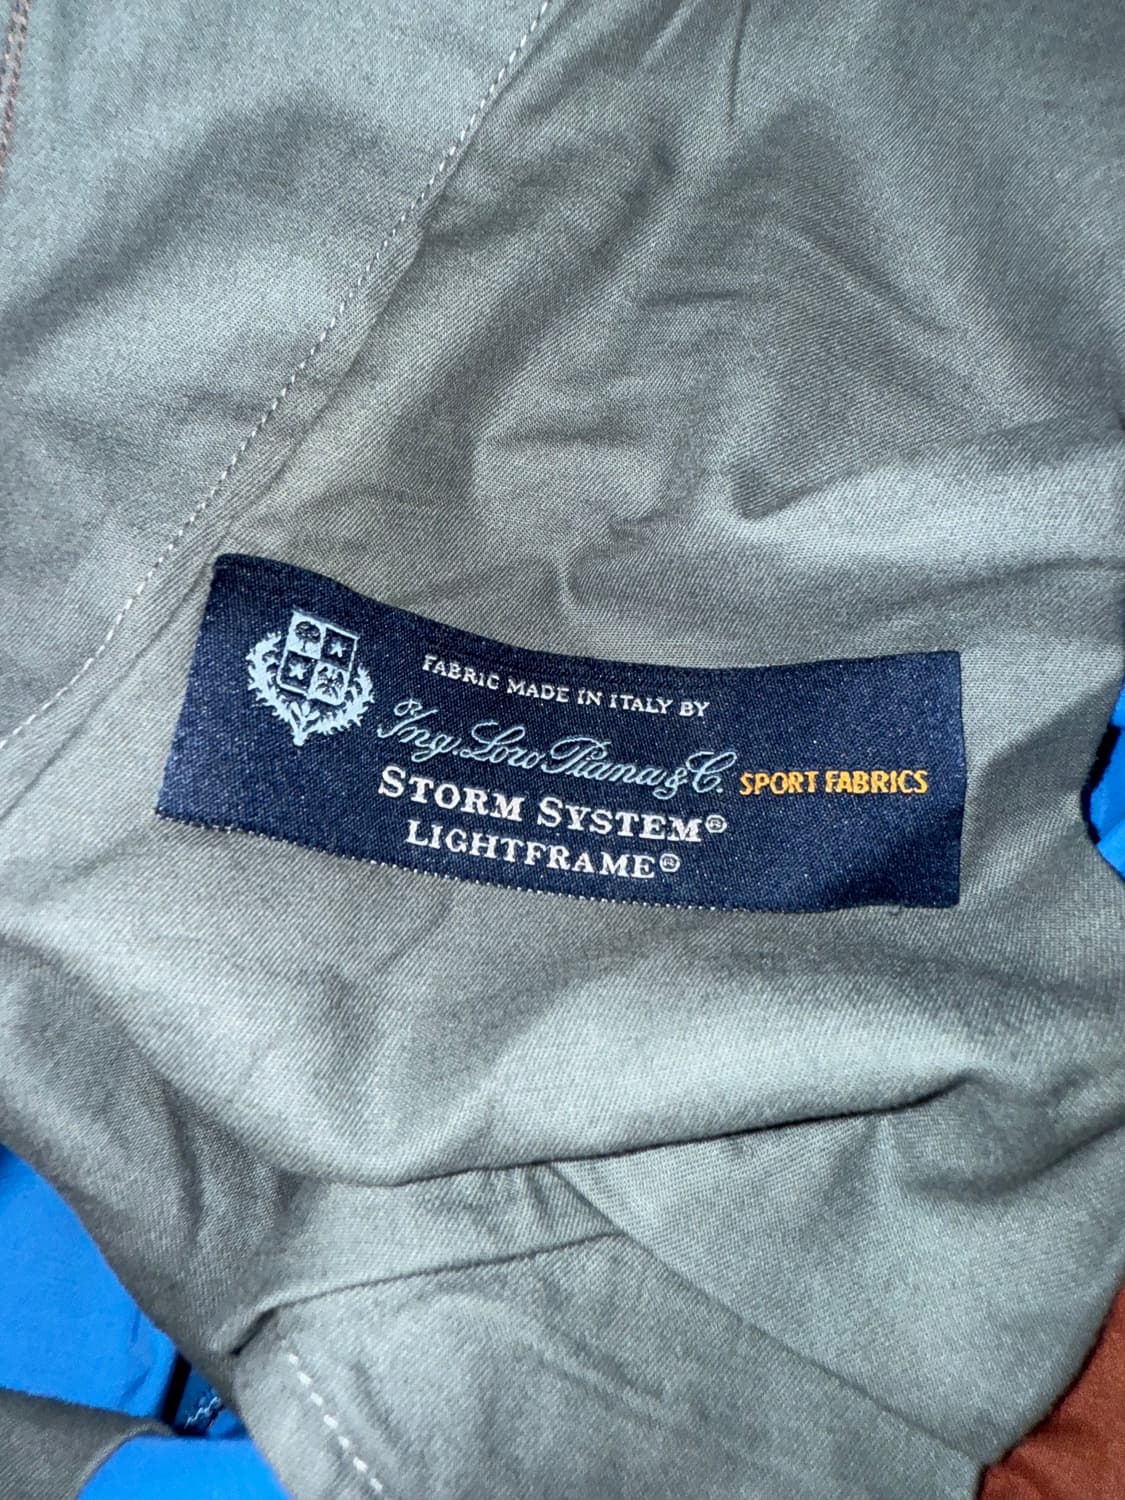 FABRIC MADE IN ITALY BY
Ing. Loro Piana & C. SPORT FABRICS
STORM SYSTEM®
LIGHTFRAME®